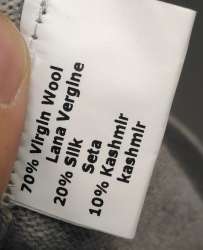 70% Virgin Wool
Lana Vergine
20% Silk
Seta
10% Kashmir
kashmir